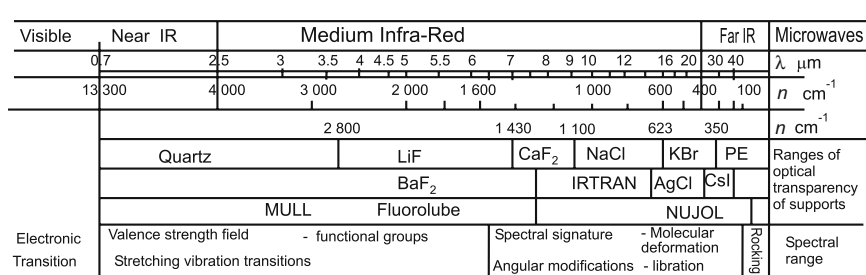 Visible Near IR Medium Infra-Red Far IR Microwaves
0.7 2.5 3 3.5 4 4.5 5 5.5 6 7 8 9 10 12 16 20 30 40 λ μm
13 300 4 000 3 000 2 000 1 600 1 000 600 400 100 n cm-1
2 800 1 430 1 100 623 350 n cm-1
Quartz LiF CaF2 NaCl KBr PE Ranges of
optical
BaF2 IRTRAN AgCl CsI transparency
MULL Fluorolube NUJOL of supports
Electronic Valence strength field - functional groups Spectral signature - Molecular
deformation Rocking Spectral
Transition Stretching vibration transitions Angular modifications - libration range